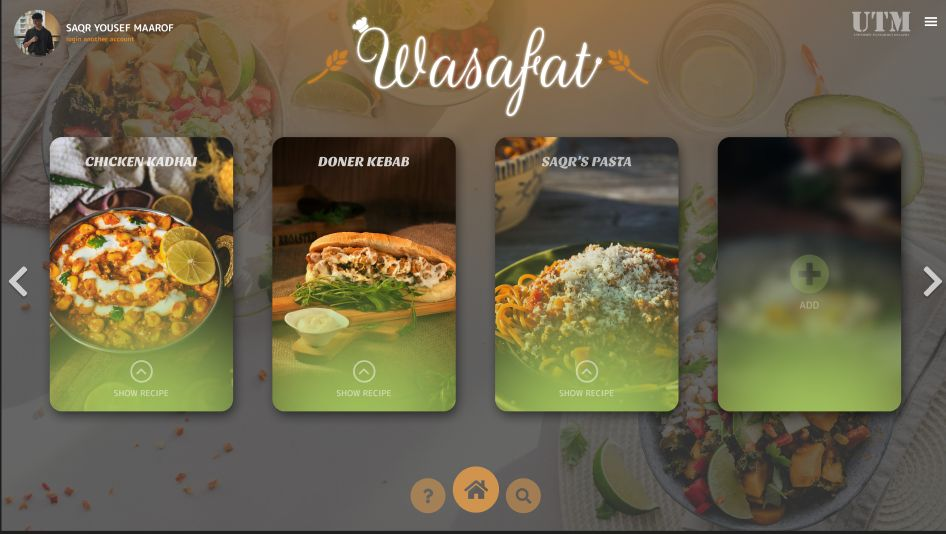 SAQR YOUSEF MAAROF
login another account
Wasafat
UTM
CHICKEN KADHAI
DONER KEBAB
SAQR'S PASTA
ROASTED
ADD
SHOW RECIPE
SHOW RECIPE
SHOW RECIPE
?